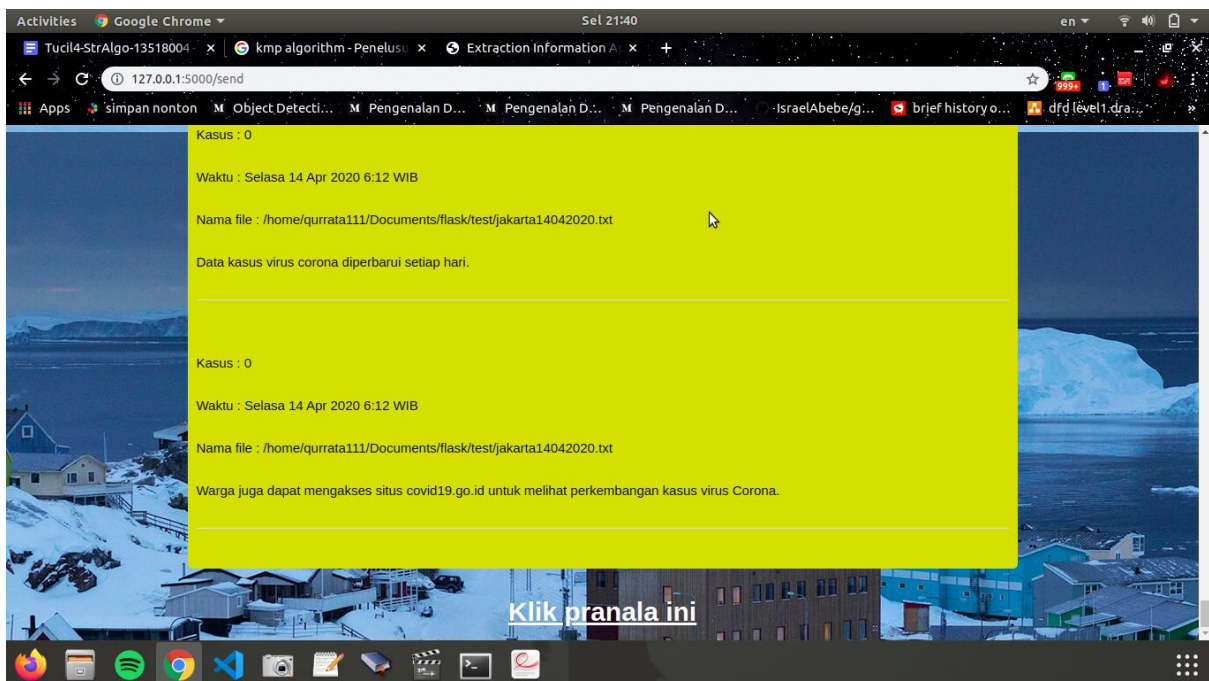 Activities Google Chrome Sel 21:40 en
Tucil4-StrAlgo-13518004 - kmp algorithm - Penelusu Extraction Information A
127.0.0.1:5000/send
Apps simpan nonton Object Detecti... Pengenalan D... Pengenalan D... Pengenalan D... IsraelAbebe/g... brief history o... dfd level1.dra... »
999+ 1
Kasus : 0
Waktu : Selasa 14 Apr 2020 6:12 WIB
Nama file : /home/qurrata111/Documents/flask/test/jakarta14042020.txt
Data kasus virus corona diperbarui setiap hari.
Kasus : 0
Waktu : Selasa 14 Apr 2020 6:12 WIB
Nama file : /home/qurrata111/Documents/flask/test/jakarta14042020.txt
Warga juga dapat mengakses situs covid19.go.id untuk melihat perkembangan kasus virus Corona.
Klik pranala ini